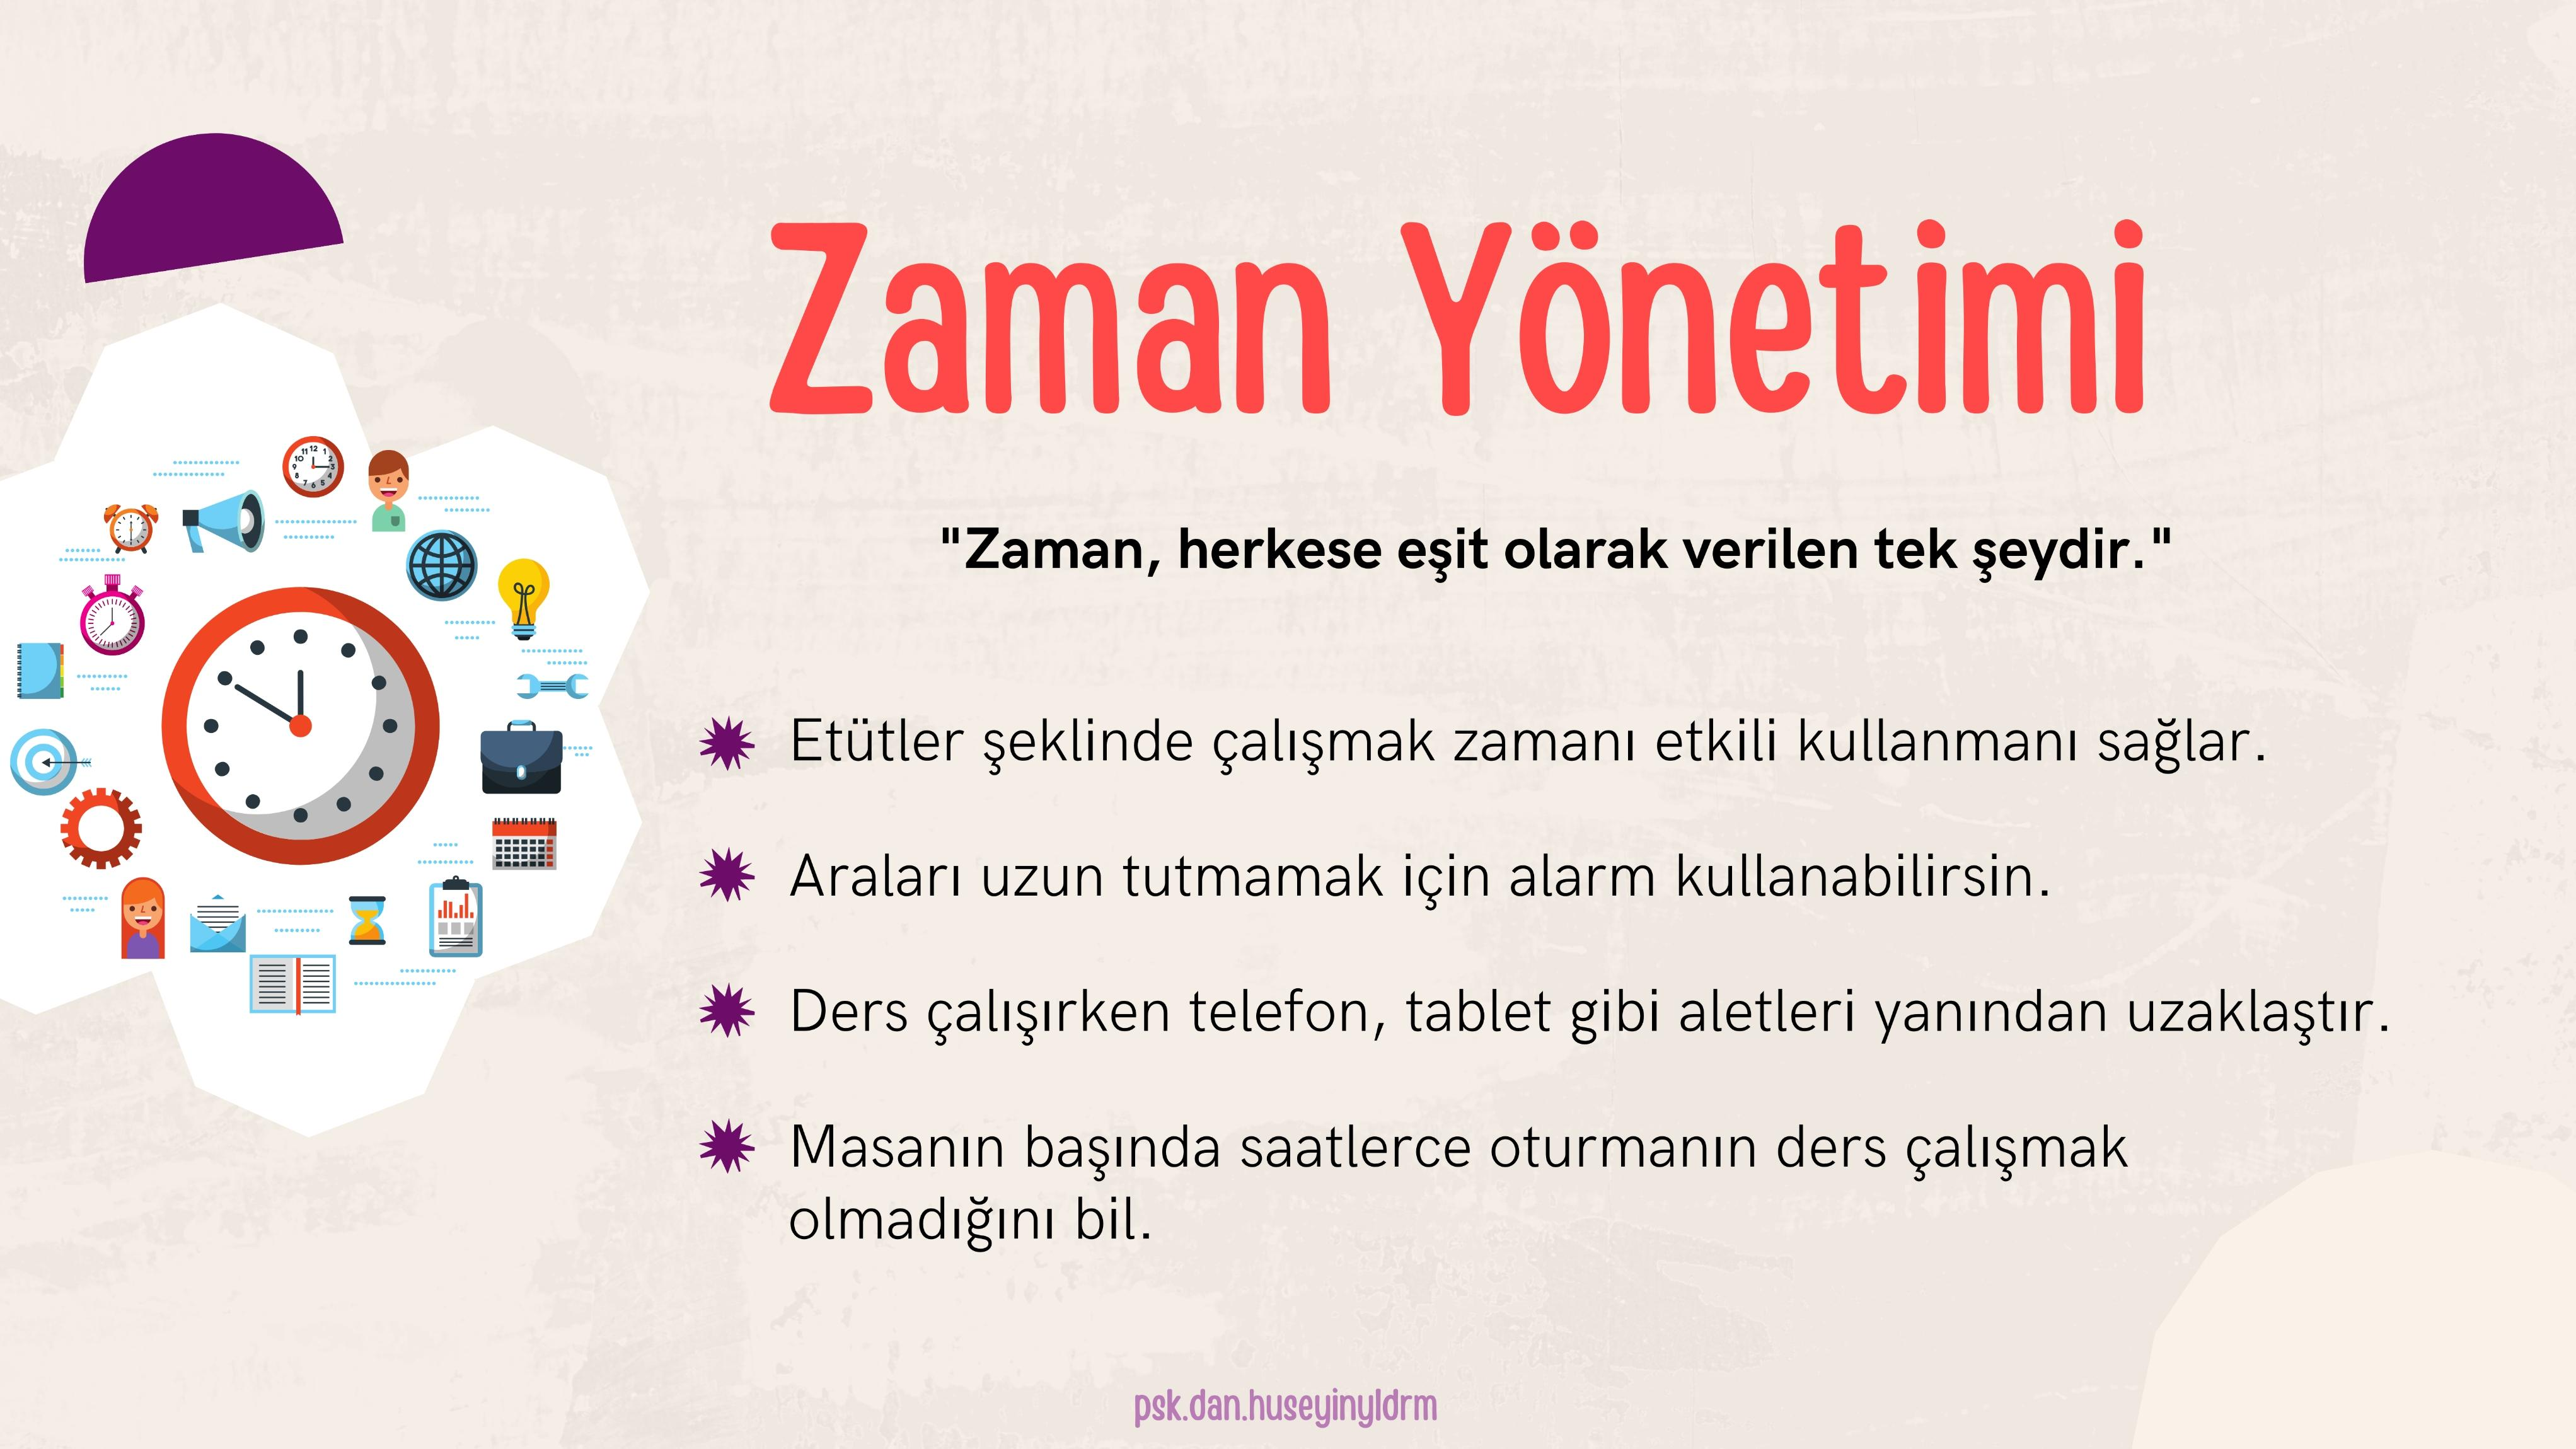 Zaman Yönetimi
"Zaman, herkese eşit olarak verilen tek şeydir."
Etütler şeklinde çalışmak zamanı etkili kullanmanı sağlar.
Araları uzun tutmamak için alarm kullanabilirsin.
Ders çalışırken telefon, tablet gibi aletleri yanından uzaklaştır.
Masanın başında saatlerce oturmanın ders çalışmak
olmadığını bil.
psk.dan.huseyinyldrm